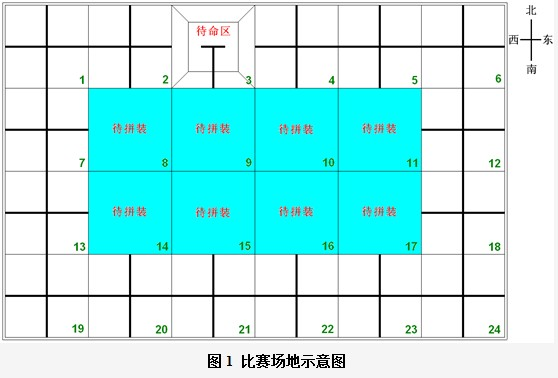 北
西 东
南
待命区
1 2 3 4 5 6
待拼装 待拼装 待拼装 待拼装
7 8 9 10 11 12
待拼装 待拼装 待拼装 待拼装
13 14 15 16 17 18
19 20 21 22 23 24
图1 比赛场地示意图